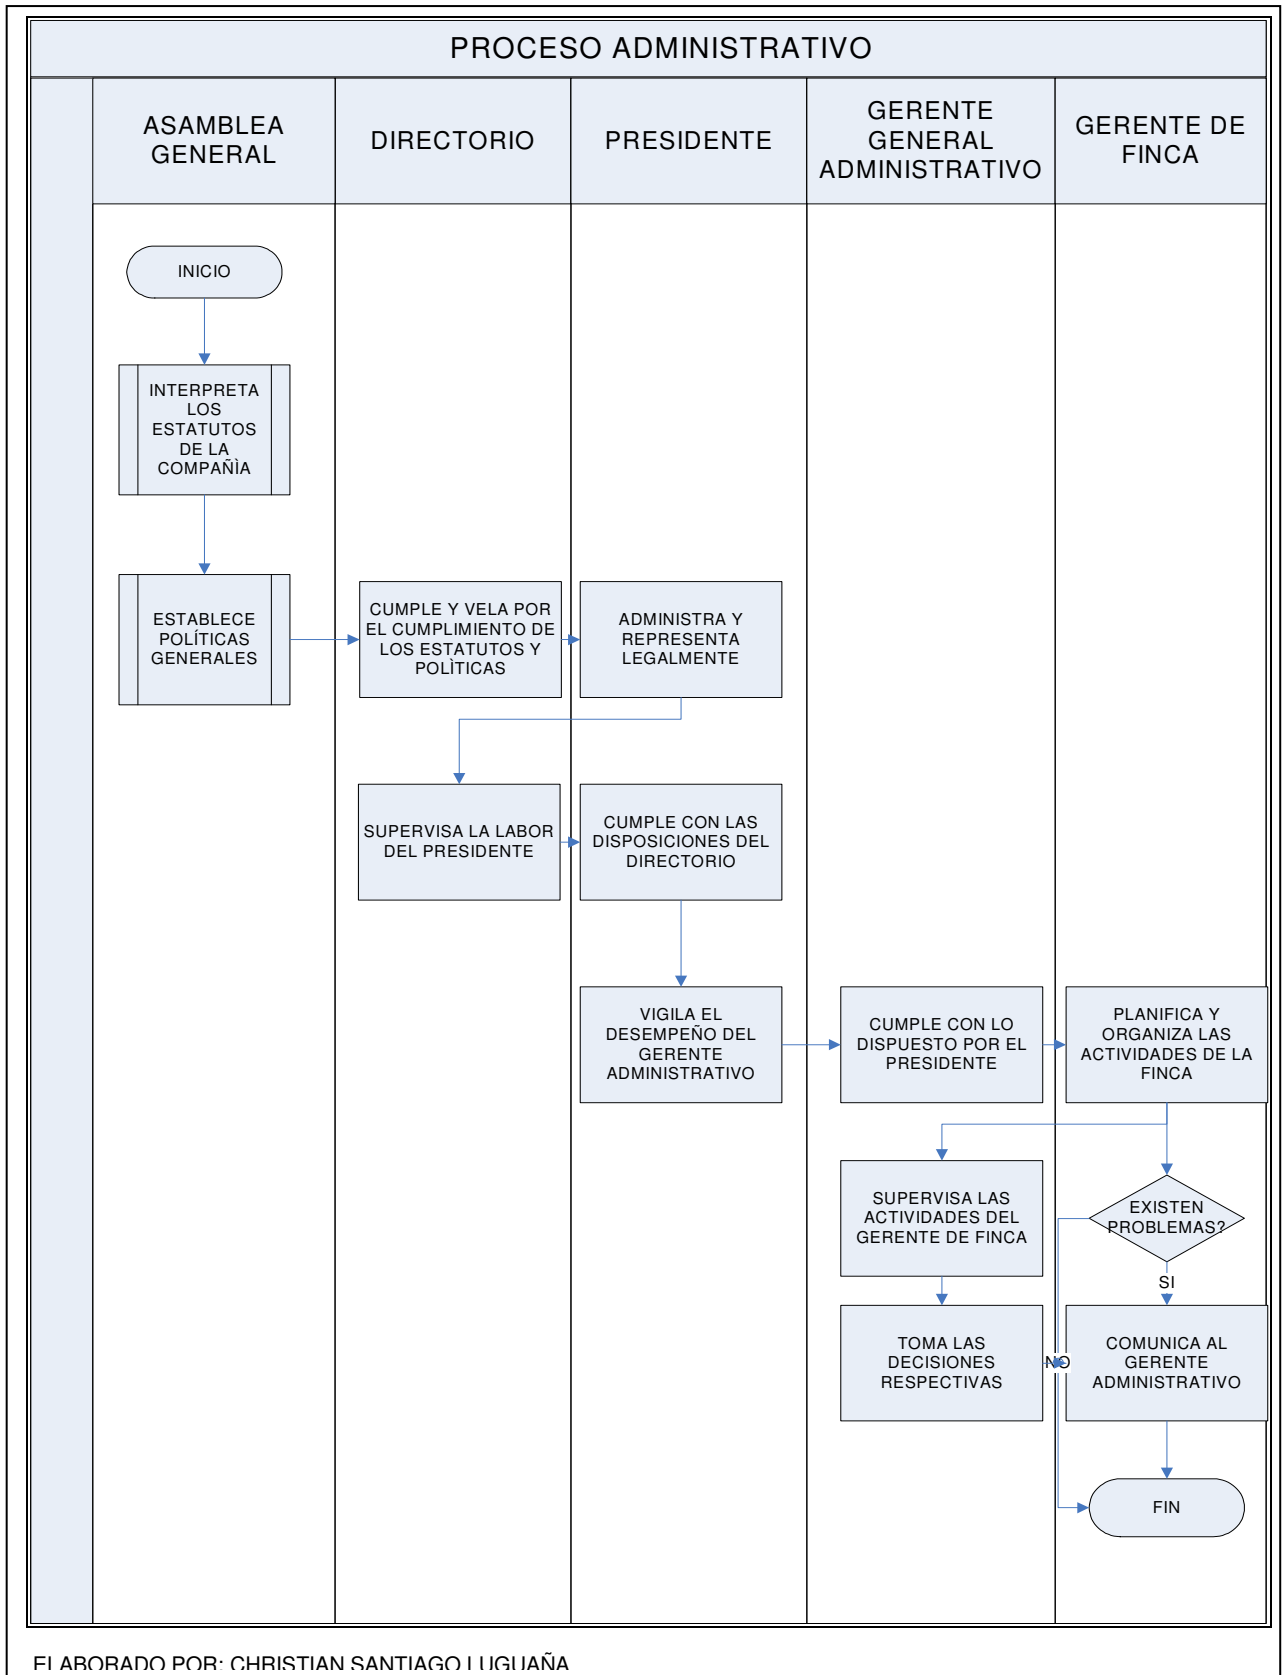 PROCESO ADMINISTRATIVO
ASAMBLEA
GENERAL
DIRECTORIO
PRESIDENTE
GERENTE
GENERAL
ADMINISTRATIVO
GERENTE DE
FINCA
INICIO
INTERPRETA
LOS
ESTATUTOS
DE LA
COMPAÑÌA
ESTABLECE
POLÍTICAS
GENERALES
CUMPLE Y VELA POR
EL CUMPLIMIENTO DE
LOS ESTATUTOS Y
POLÌTICAS
ADMINISTRA Y
REPRESENTA
LEGALMENTE
SUPERVISA LA LABOR
DEL PRESIDENTE
CUMPLE CON LAS
DISPOSICIONES DEL
DIRECTORIO
VIGILA EL
DESEMPEÑO DEL
GERENTE
ADMINISTRATIVO
CUMPLE CON LO
DISPUESTO POR EL
PRESIDENTE
PLANIFICA Y
ORGANIZA LAS
ACTIVIDADES DE LA
FINCA
SUPERVISA LAS
ACTIVIDADES DEL
GERENTE DE FINCA
EXISTEN
PROBLEMAS?
SI
TOMA LAS
DECISIONES
RESPECTIVAS
NO
COMUNICA AL
GERENTE
ADMINISTRATIVO
FIN
ELABORADO POR: CHRISTIAN SANTIAGO LUGUAÑA